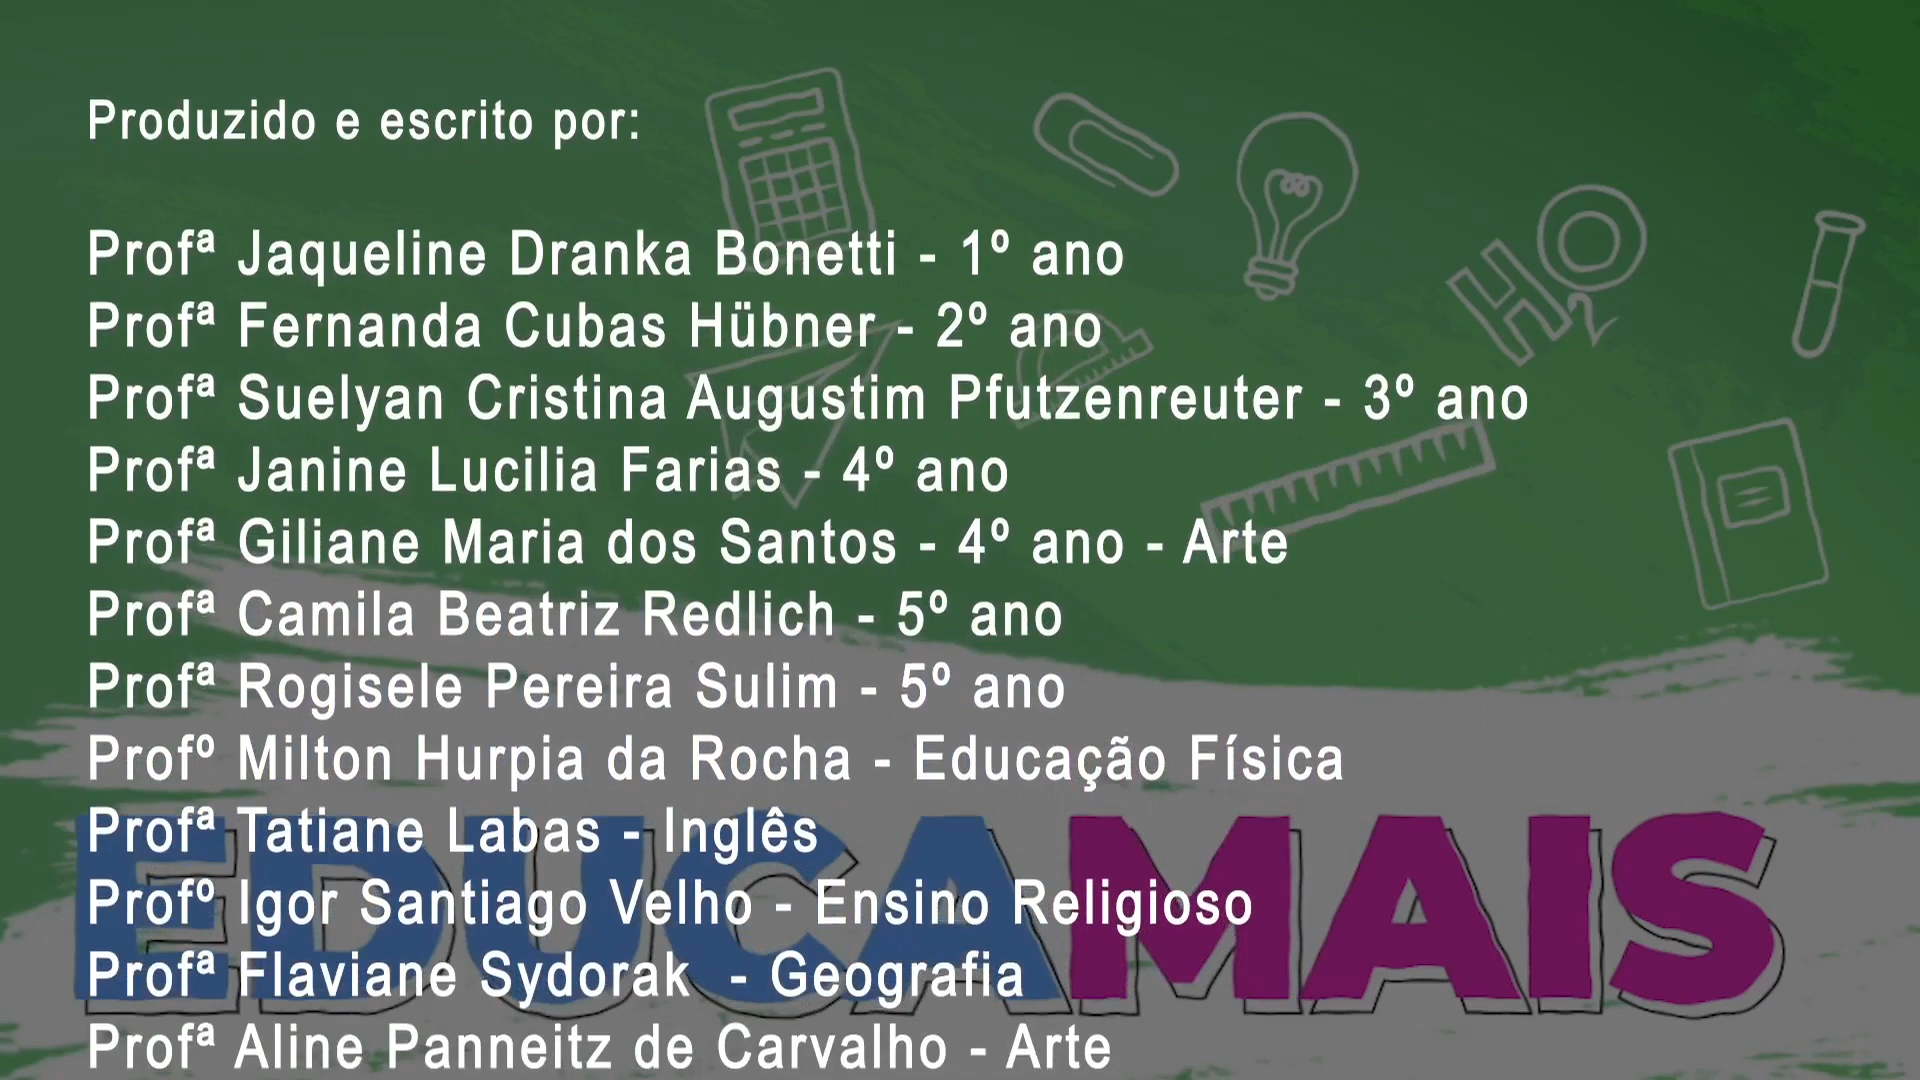 Produzido e escrito por:
Profª Jaqueline Dranka Bonetti - 1º ano
Profª Fernanda Cubas Hübner - 2º ano
Profª Suelyan Cristina Augustim Pfutzenreuter - 3º ano
Profª Janine Lucilia Farias - 4º ano
Profª Giliane Maria dos Santos - 4º ano - Arte
Profª Camila Beatriz Redlich - 5º ano
Profª Rogisele Pereira Sulim - 5º ano
Profº Milton Hurpia da Rocha - Educação Física
Profª Tatiane Labas - Inglês
Profº Igor Santiago Velho - Ensino Religioso
Profª Flaviane Sydorak  - Geografia
Profª Aline Panneitz de Carvalho - Arte
H2O
EDUCAMAIS